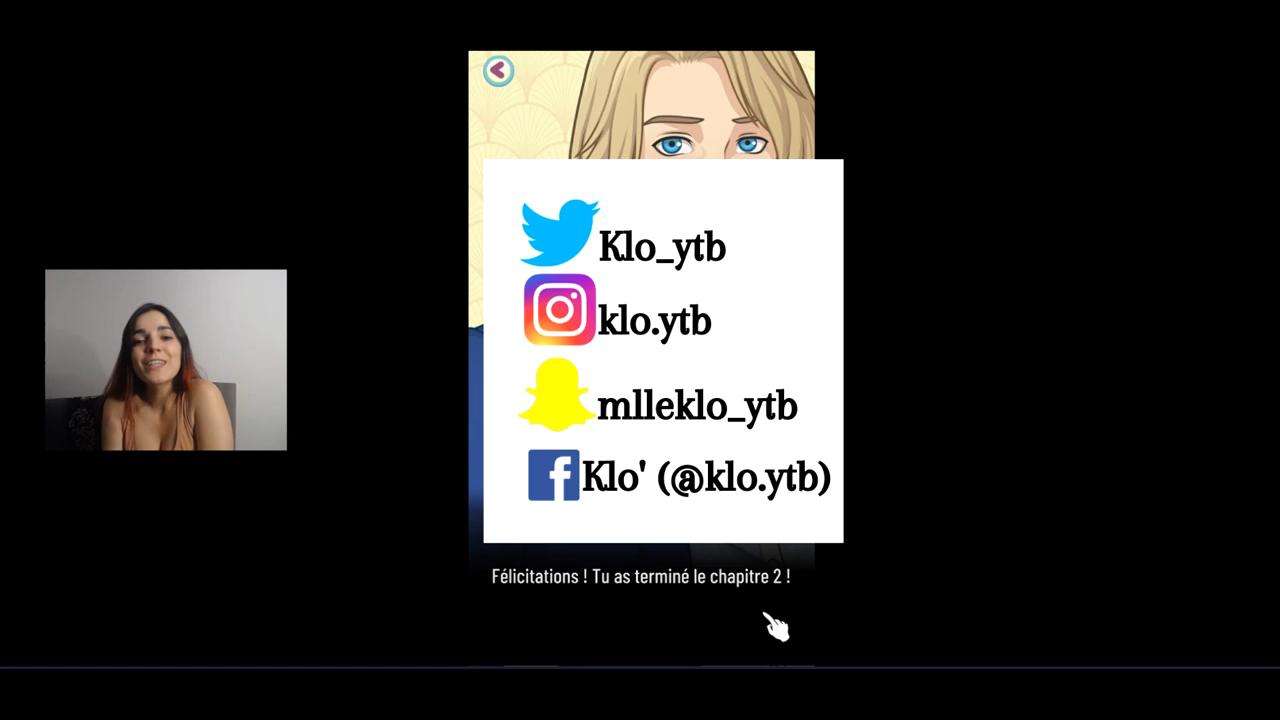 Klo_ytb
klo.ytb
mlleklo_ytb
Klo' (@klo.ytb)
Félicitations ! Tu as terminé le chapitre 2 !